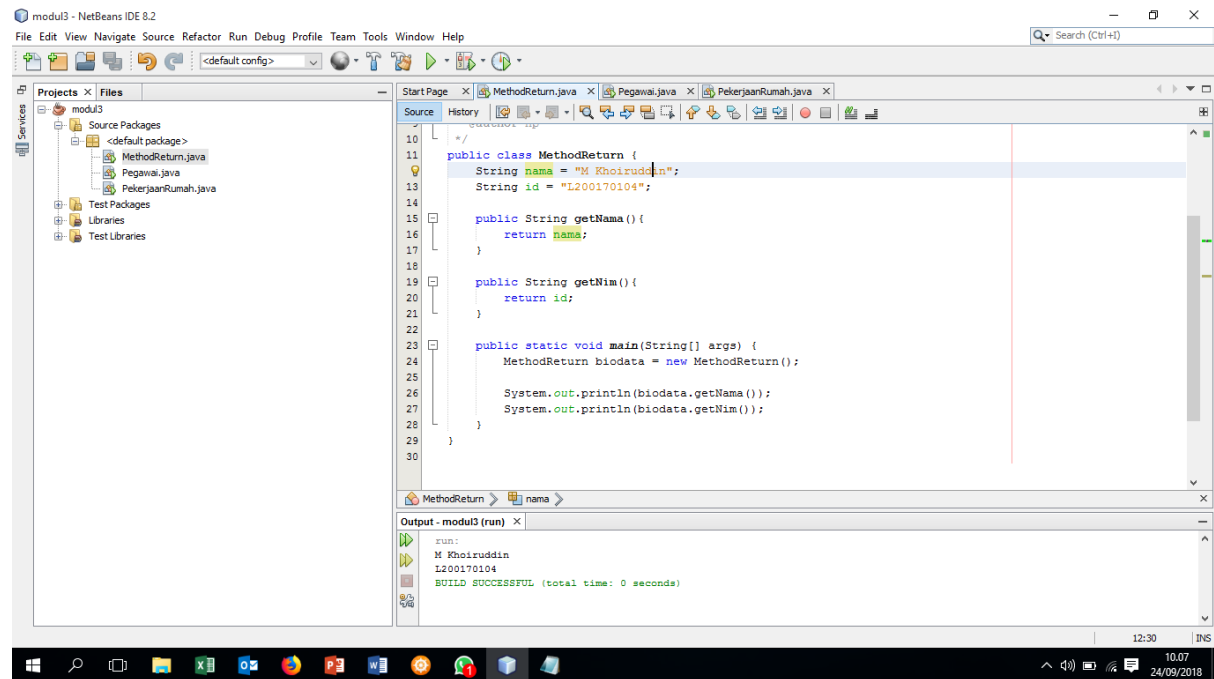 modul3 - NetBeans IDE 8.2
File Edit View Navigate Source Refactor Run Debug Profile Team Tools Window Help
Search (Ctrl+I)
<default config>
Projects Files
Services
modul3
Source Packages
<default package>
MethodReturn.java
Pegawai.java
PekerjaanRumah.java
Test Packages
Libraries
Test Libraries
Start Page MethodReturn.java Pegawai.java PekerjaanRumah.java
Source History
@author hp
10 */
11 public class MethodReturn {
String nama = "M Khoiruddin";
13 String id = "L200170104";
14
15 public String getNama(){
16 return nama;
17 }
18
19 public String getNim(){
20 return id;
21 }
22
23 public static void main(String[] args) {
24 MethodReturn biodata = new MethodReturn();
25
26 System.out.println(biodata.getNama());
27 System.out.println(biodata.getNim());
28 }
29 }
30
MethodReturn nama
Output - modul3 (run)
run:
M Khoiruddin
L200170104
BUILD SUCCESSFUL (total time: 0 seconds)
12:30 INS
10.07
24/09/2018